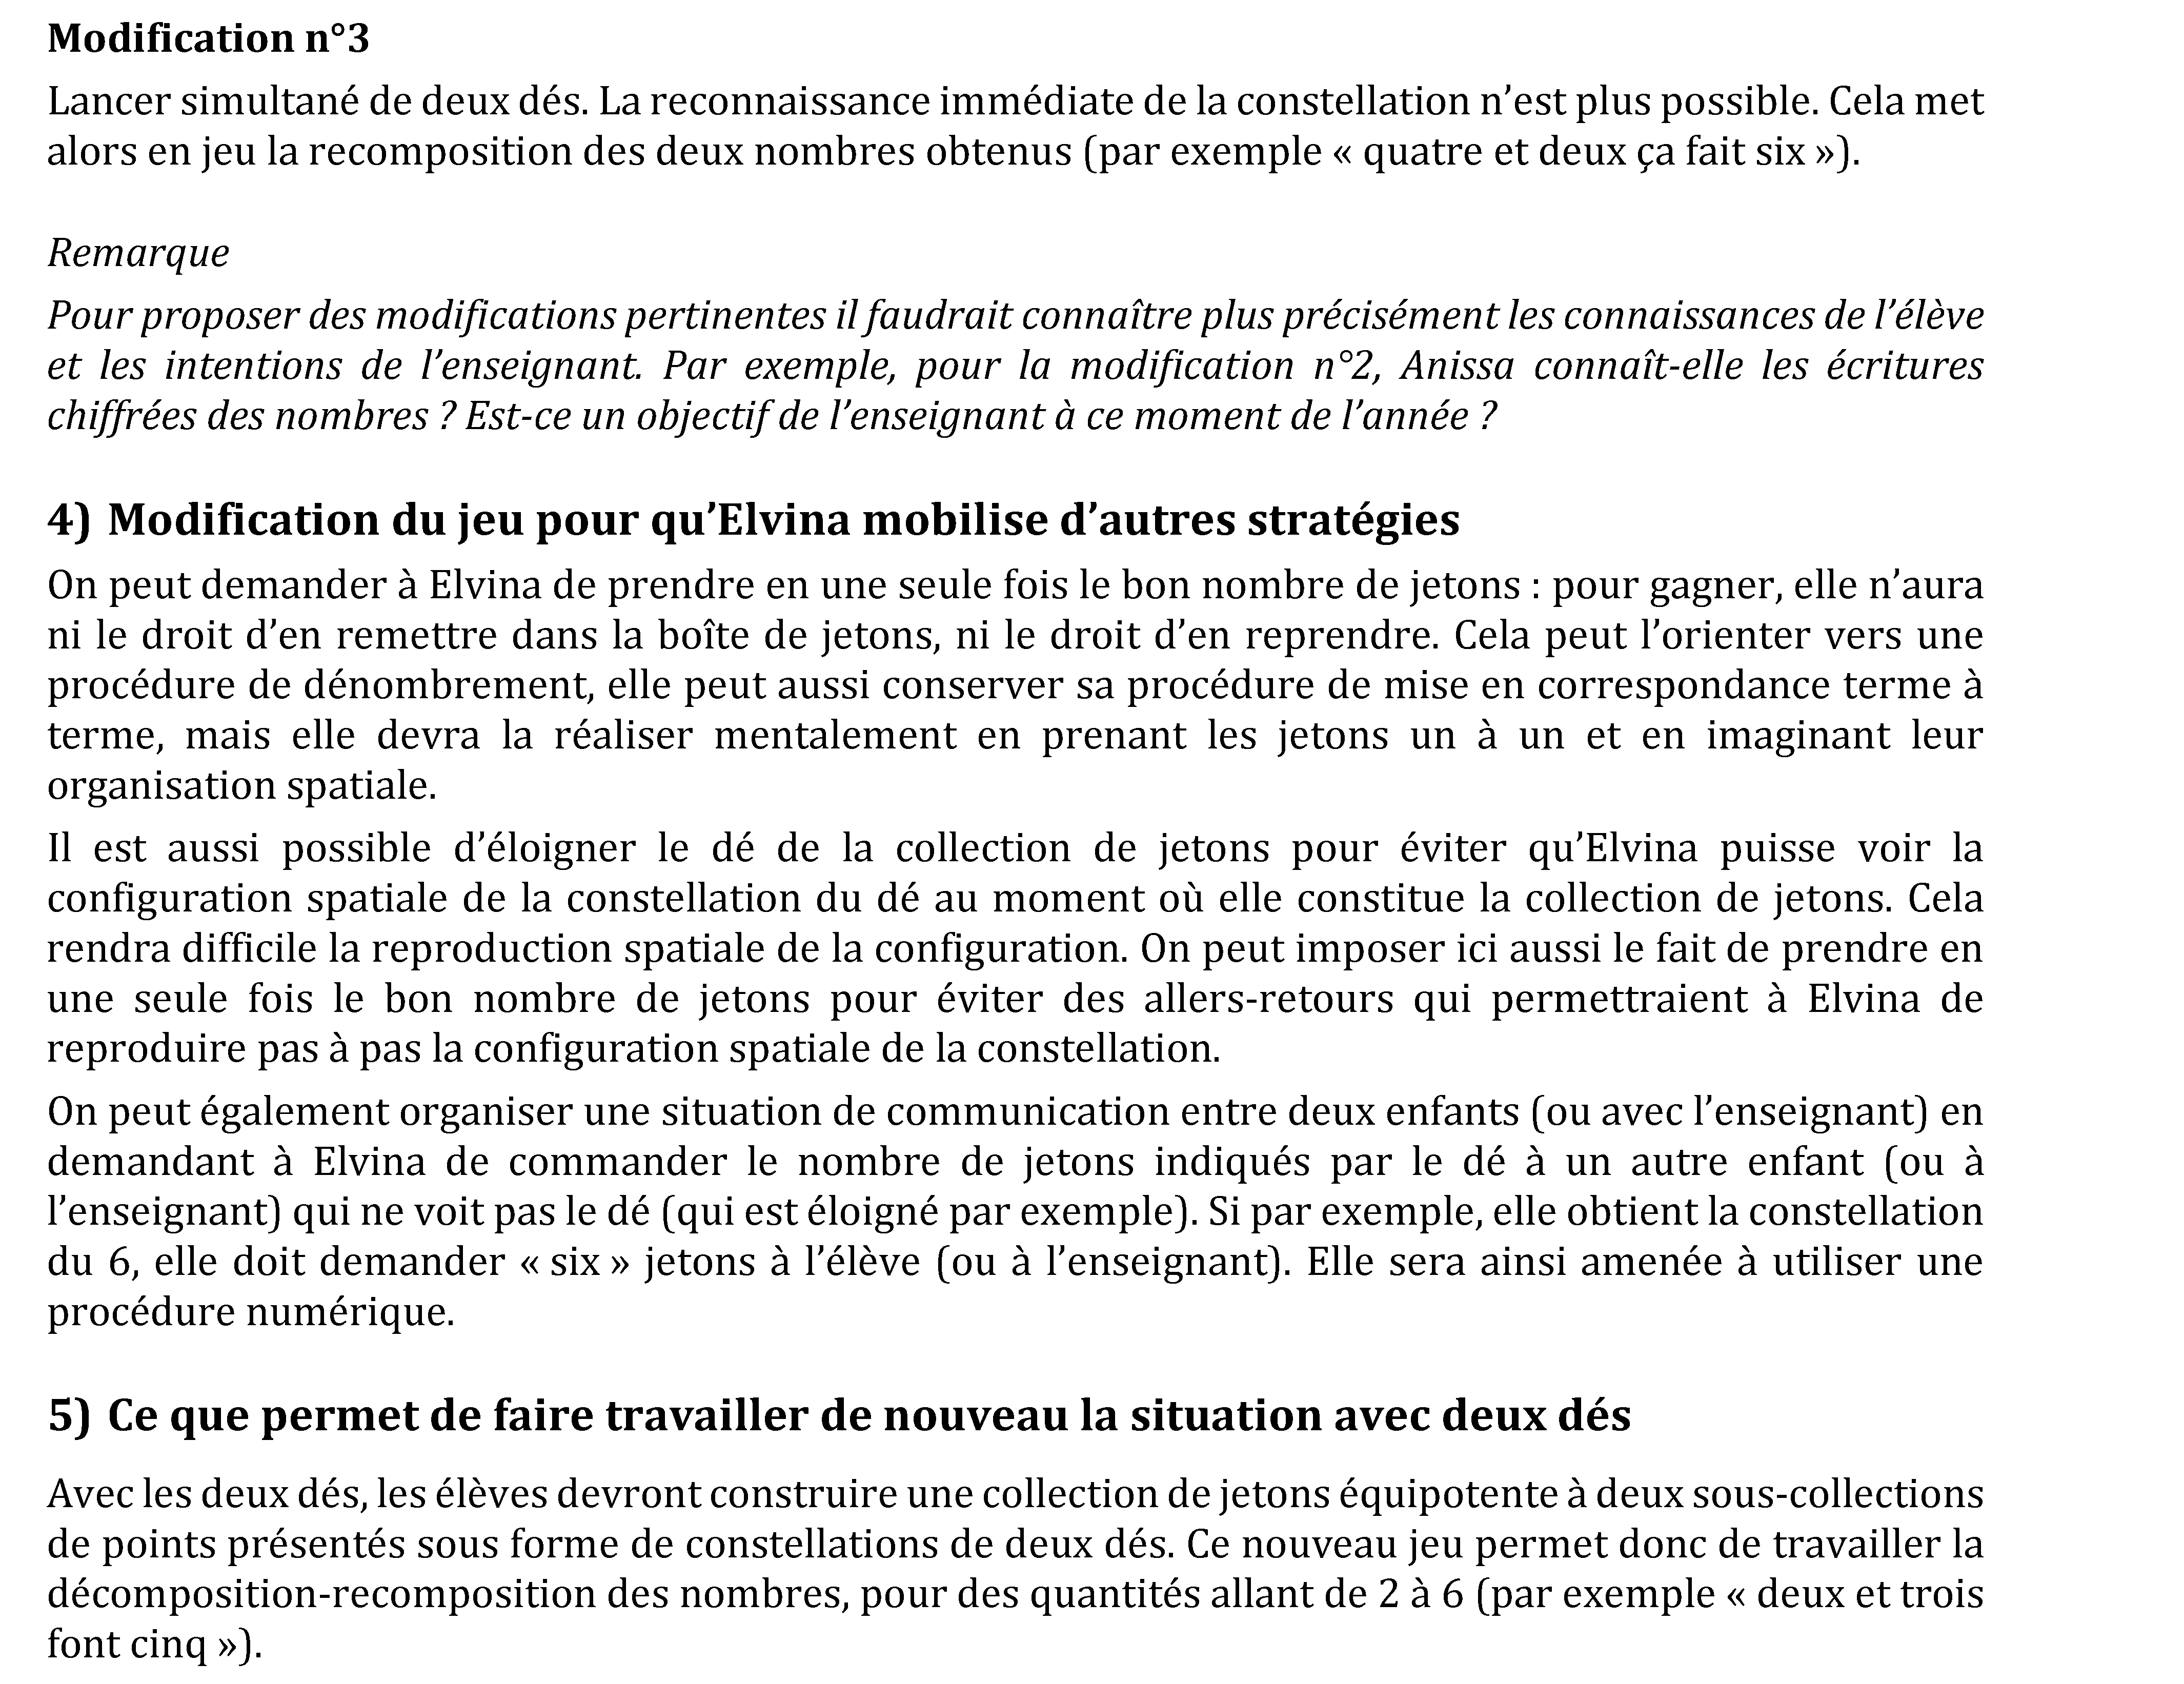 Modification n°3
Lancer simultané de deux dés. La reconnaissance immédiate de la constellation n’est plus possible. Cela met
alors en jeu la recomposition des deux nombres obtenus (par exemple « quatre et deux ça fait six »).
Remarque
Pour proposer des modifications pertinentes il faudrait connaître plus précisément les connaissances de l’élève
et les intentions de l’enseignant. Par exemple, pour la modification n°2, Anissa connaît-elle les écritures
chiffrées des nombres ? Est-ce un objectif de l’enseignant à ce moment de l’année ?
4) Modification du jeu pour qu’Elvina mobilise d’autres stratégies
On peut demander à Elvina de prendre en une seule fois le bon nombre de jetons : pour gagner, elle n’aura
ni le droit d’en remettre dans la boîte de jetons, ni le droit d’en reprendre. Cela peut l’orienter vers une
procédure de dénombrement, elle peut aussi conserver sa procédure de mise en correspondance terme à
terme, mais elle devra la réaliser mentalement en prenant les jetons un à un et en imaginant leur
organisation spatiale.
Il est aussi possible d’éloigner le dé de la collection de jetons pour éviter qu’Elvina puisse voir la
configuration spatiale de la constellation du dé au moment où elle constitue la collection de jetons. Cela
rendra difficile la reproduction spatiale de la configuration. On peut imposer ici aussi le fait de prendre en
une seule fois le bon nombre de jetons pour éviter des allers-retours qui permettraient à Elvina de
reproduire pas à pas la configuration spatiale de la constellation.
On peut également organiser une situation de communication entre deux enfants (ou avec l’enseignant) en
demandant à Elvina de commander le nombre de jetons indiqués par le dé à un autre enfant (ou à
l’enseignant) qui ne voit pas le dé (qui est éloigné par exemple). Si par exemple, elle obtient la constellation
du 6, elle doit demander « six » jetons à l’élève (ou à l’enseignant). Elle sera ainsi amenée à utiliser une
procédure numérique.
5) Ce que permet de faire travailler de nouveau la situation avec deux dés
Avec les deux dés, les élèves devront construire une collection de jetons équipotente à deux sous-collections
de points présentés sous forme de constellations de deux dés. Ce nouveau jeu permet donc de travailler la
décomposition-recomposition des nombres, pour des quantités allant de 2 à 6 (par exemple « deux et trois
font cinq »).